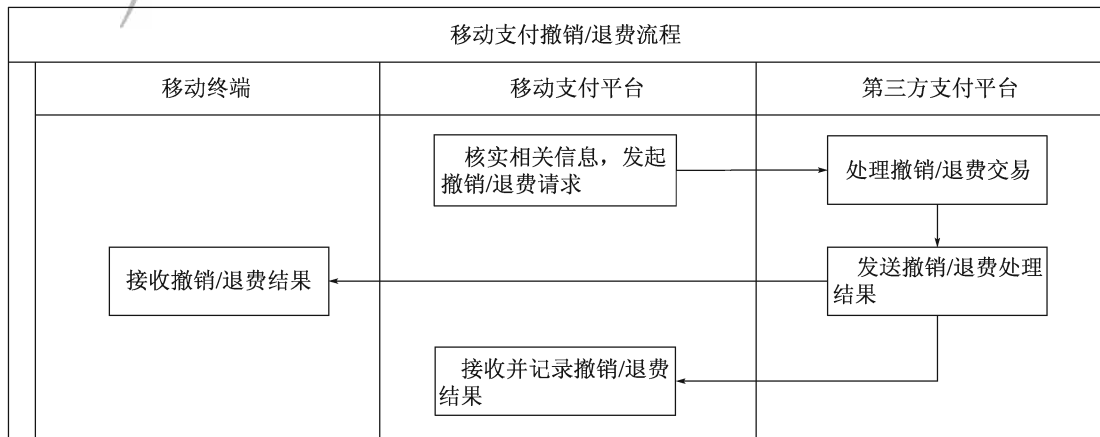 移动支付撤销/退费流程
移动终端
移动支付平台
第三方支付平台
核实相关信息，发起
撤销/退费请求
处理撤销/退费交易
接收撤销/退费结果
发送撤销/退费处理
结果
接收并记录撤销/退费
结果